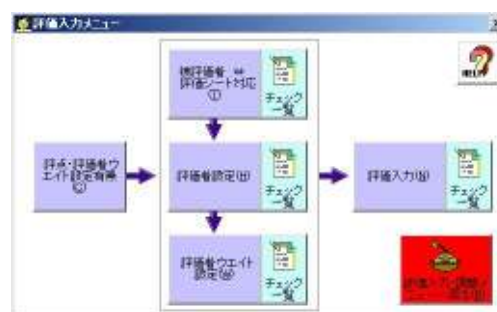 評価入力メニュー
被評価者 ⇔
評価シート対応
(I)
チェック
一覧
HELP
評点・評価者ウ
エイト設定有無
評価者設定(H)
チェック
一覧
評価入力(N)
チェック
一覧
評価者ウエイト
設定(W)
チェック
一覧